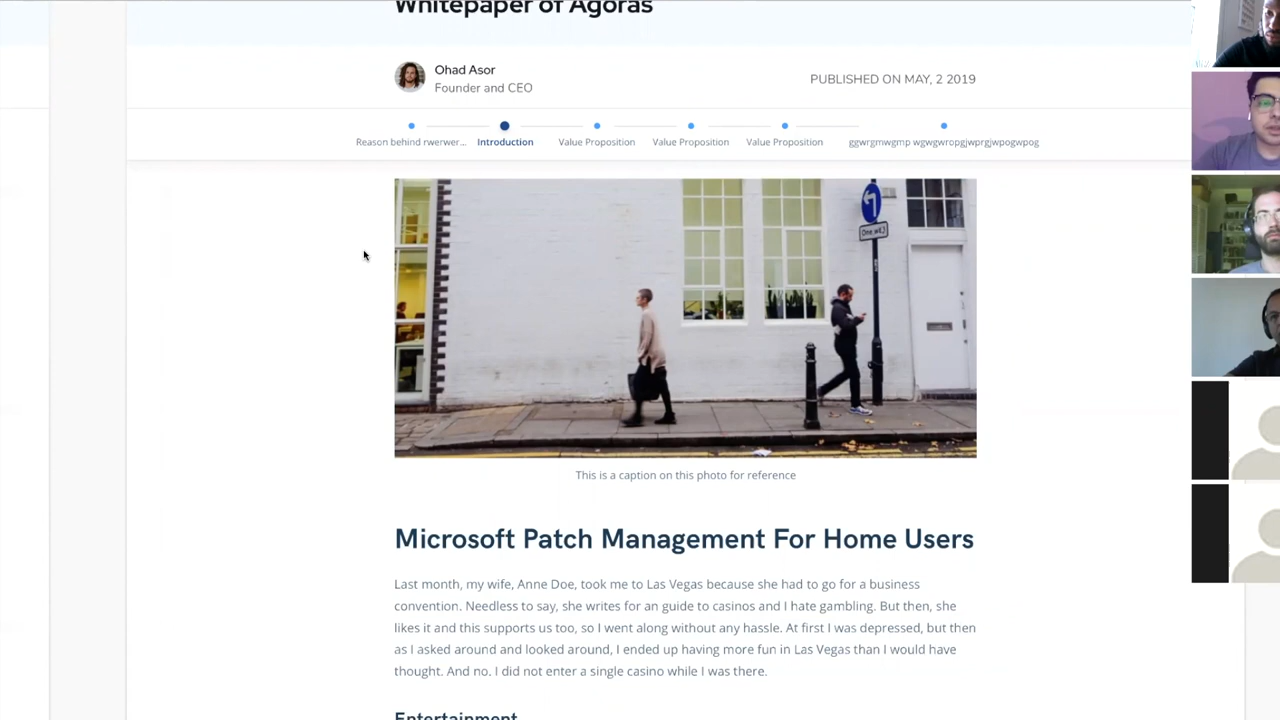 Whitepaper of Agoras
Ohad Asor
Founder and CEO
PUBLISHED ON MAY, 2 2019
Reason behind rwerwer...
Introduction
Value Proposition
Value Proposition
Value Proposition
ggwrgmwgmp wgwgwropgjwprgjwpogwpog
One way
This is a caption on this photo for reference
Microsoft Patch Management For Home Users
Last month, my wife, Anne Doe, took me to Las Vegas because she had to go for a business
convention. Needless to say, she writes for an guide to casinos and I hate gambling. But then, she
likes it and this supports us too, so I went along without any hassle. At first I was depressed, but then
as I asked around and looked around, I ended up having more fun in Las Vegas than I would have
thought. And no. I did not enter a single casino while I was there.
Entertainment